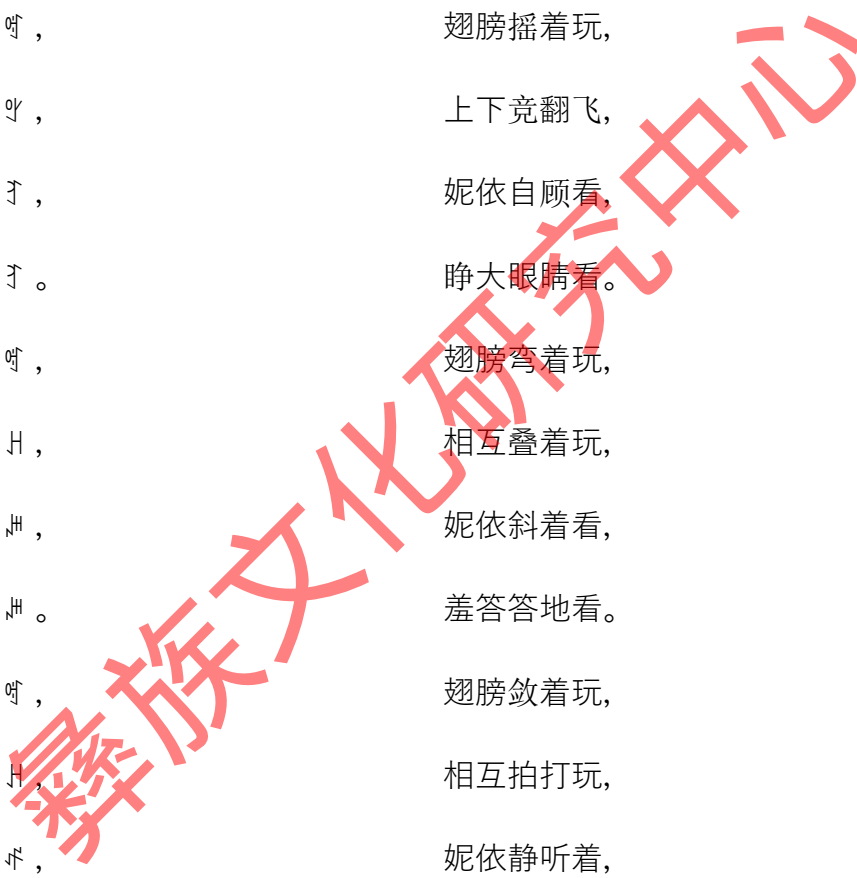 翅膀摇着玩,
上下竞翻飞,
妮依自顾看,
睁大眼睛看。
翅膀弯着玩,
相互叠着玩,
妮依斜着看,
羞答答地看。
翅膀敛着玩,
相互拍打玩,
妮依静听着,
彝族文化研究中心